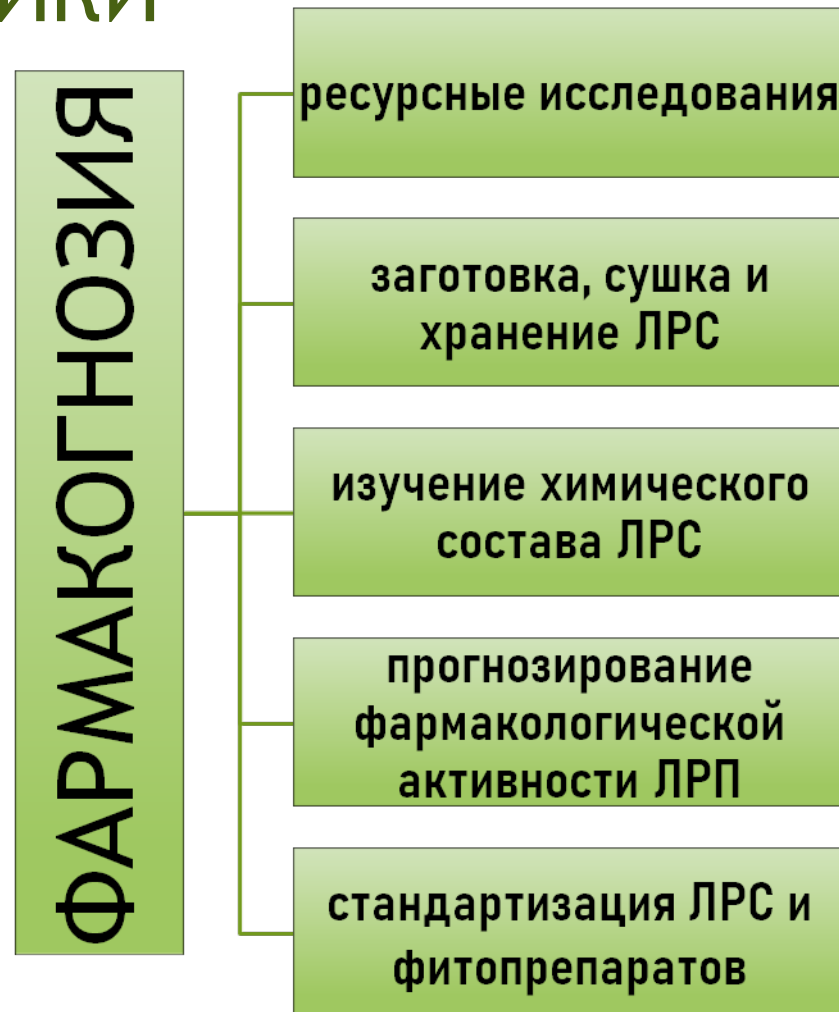 ФАРМАКОГНОЗИЯ
ресурсные исследования
заготовка, сушка и
хранение ЛРС
изучение химического
состава ЛРС
прогнозирование
фармакологической
активности ЛРП
стандартизация ЛРС и
фитопрепаратов